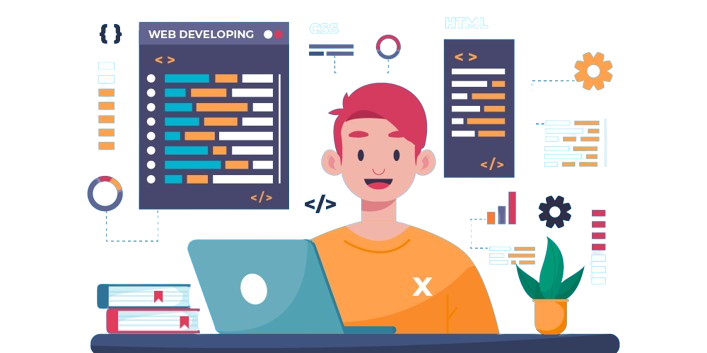 { }
WEB DEVELOPING
CSS
HTML
< >
< >
</>
</>
</>
X